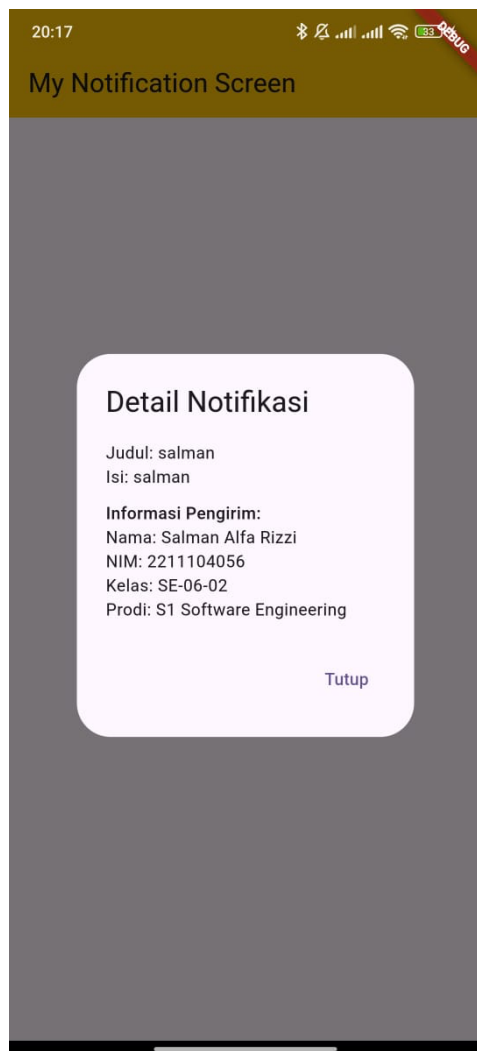 20:17
33
DEBUG
My Notification Screen
Detail Notifikasi
Judul: salman
Isi: salman
Informasi Pengirim:
Nama: Salman Alfa Rizzi
NIM: 2211104056
Kelas: SE-06-02
Prodi: S1 Software Engineering
Tutup